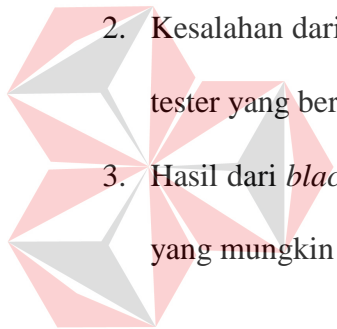 2. Kesalahan dari
tester yang ber
3. Hasil dari blac
yang mungkin